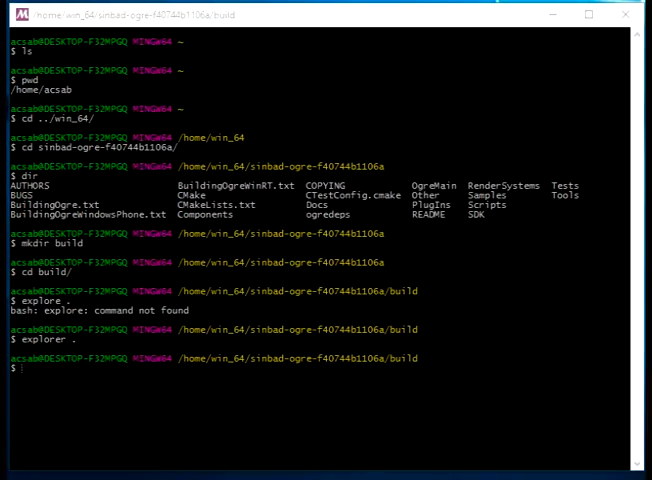 /home/win_64/sinbad-ogre-f40744b1106a/build
acsab@DESKTOP-F32MPGQ MINGW64 ~
$ ls
acsab@DESKTOP-F32MPGQ MINGW64 ~
$ pwd
/home/acsab
acsab@DESKTOP-F32MPGQ MINGW64 ~
$ cd ../win_64/
acsab@DESKTOP-F32MPGQ MINGW64 /home/win_64
$ cd sinbad-ogre-f40744b1106a/
acsab@DESKTOP-F32MPGQ MINGW64 /home/win_64/sinbad-ogre-f40744b1106a
$ dir
AUTHORS BuildingOgreWinRT.txt COPYING OgreMain RenderSystems Tests
BUGS CMake CTestConfig.cmake Other Samples Tools
BuildingOgre.txt CMakeLists.txt Docs PlugIns Scripts
BuildingOgreWindowsPhone.txt Components ogredeps README SDK
acsab@DESKTOP-F32MPGQ MINGW64 /home/win_64/sinbad-ogre-f40744b1106a
$ mkdir build
acsab@DESKTOP-F32MPGQ MINGW64 /home/win_64/sinbad-ogre-f40744b1106a
$ cd build/
acsab@DESKTOP-F32MPGQ MINGW64 /home/win_64/sinbad-ogre-f40744b1106a/build
$ explore .
bash: explore: command not found
acsab@DESKTOP-F32MPGQ MINGW64 /home/win_64/sinbad-ogre-f40744b1106a/build
$ explorer .
acsab@DESKTOP-F32MPGQ MINGW64 /home/win_64/sinbad-ogre-f40744b1106a/build
$